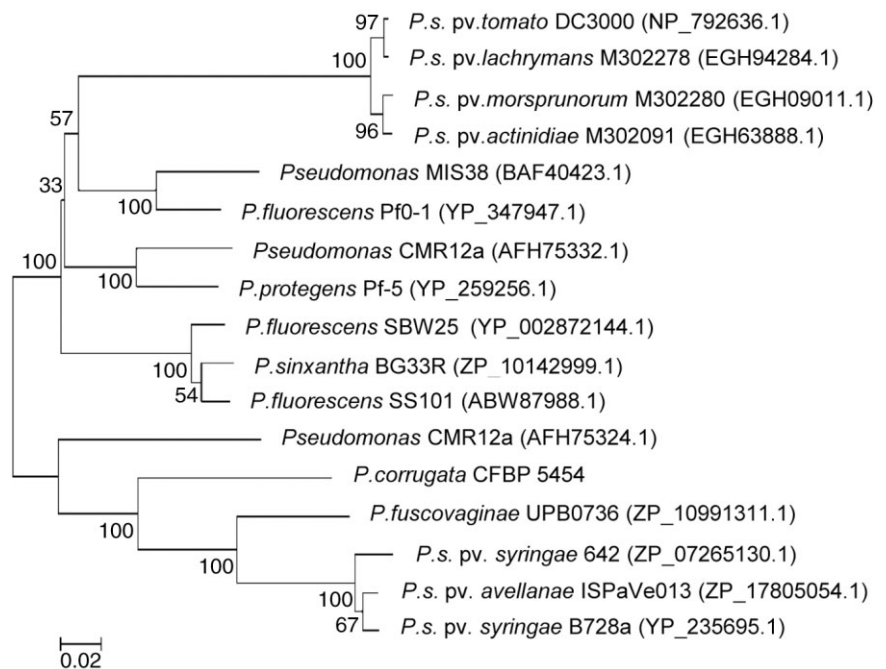 97
P.s. pv.tomato DC3000 (NP_792636.1)
100
P.s. pv.lachrymans M302278 (EGH94284.1)
P.s. pv.morsprunorum M302280 (EGH09011.1)
57
96
P.s. pv.actinidiae M302091 (EGH63888.1)
Pseudomonas MIS38 (BAF40423.1)
33
100
P.fluorescens Pf0-1 (YP_347947.1)
Pseudomonas CMR12a (AFH75332.1)
100
100
P.protegens Pf-5 (YP_259256.1)
P.fluorescens SBW25 (YP_002872144.1)
100
P.sinxantha BG33R (ZP_10142999.1)
54
P.fluorescens SS101 (ABW87988.1)
Pseudomonas CMR12a (AFH75324.1)
P.corrugata CFBP 5454
100
P.fuscovaginae UPB0736 (ZP_10991311.1)
100
P.s. pv. syringae 642 (ZP_07265130.1)
100
P.s. pv. avellanae ISPaVe013 (ZP_17805054.1)
67
P.s. pv. syringae B728a (YP_235695.1)
0.02